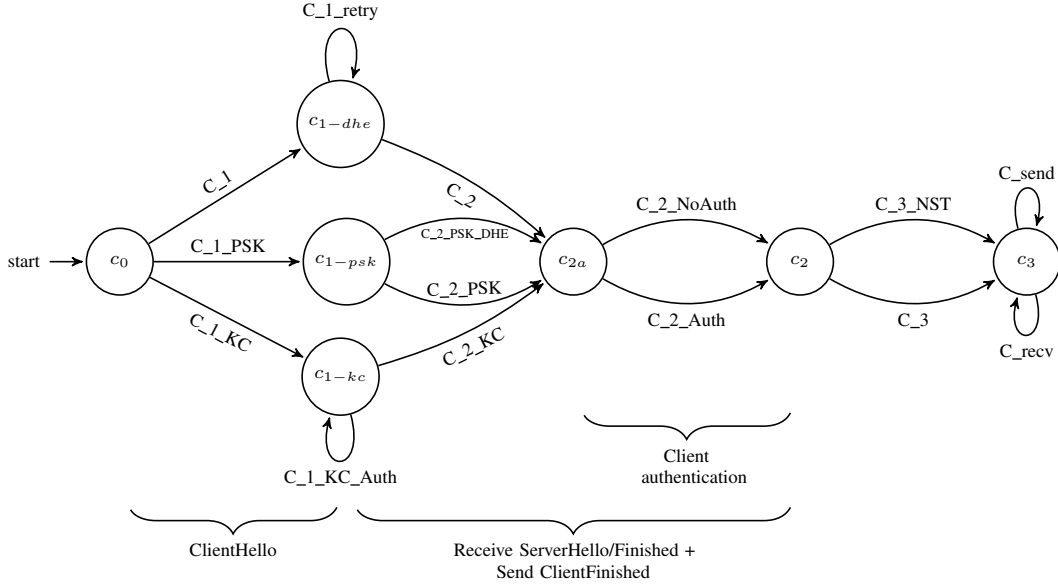 C_1_retry
c1−dhe
C_1
C_2
C_send
C_2_NoAuth
C_3_NST
C_1_PSK
C_2_PSK_DHE
start
c0
c1−psk
c2a
c2
c3
C_2_PSK
C_1_KC
C_2_KC
C_2_Auth
C_3
C_recv
c1−kc
C_1_KC_Auth
Client
authentication
ClientHello
Receive ServerHello/Finished +
Send ClientFinished